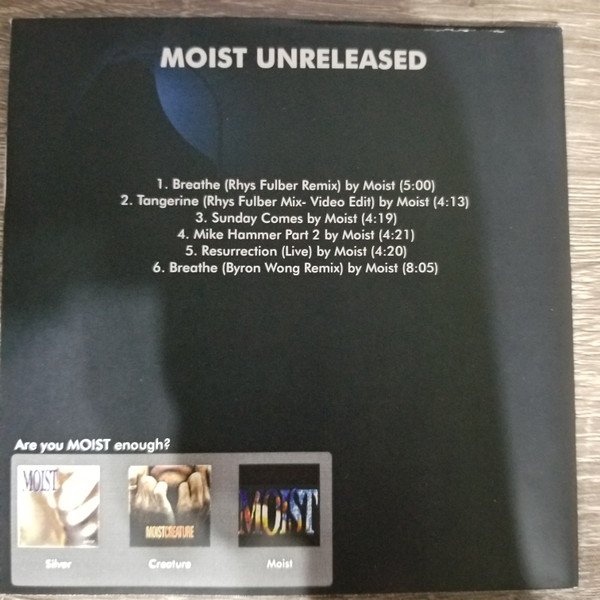 MOIST UNRELEASED
1. Breathe (Rhys Fulber Remix) by Moist (5:00)
2. Tangerine (Rhys Fulber Mix- Video Edit) by Moist (4:13)
3. Sunday Comes by Moist (4:19)
4. Mike Hammer Part 2 by Moist (4:21)
5. Resurrection (Live) by Moist (4:20)
6. Breathe (Byron Wong Remix) by Moist (8:05)
Are you MOIST enough?
MOIST
MOISTCREATURE
MOIST
Silver
Creature
Moist